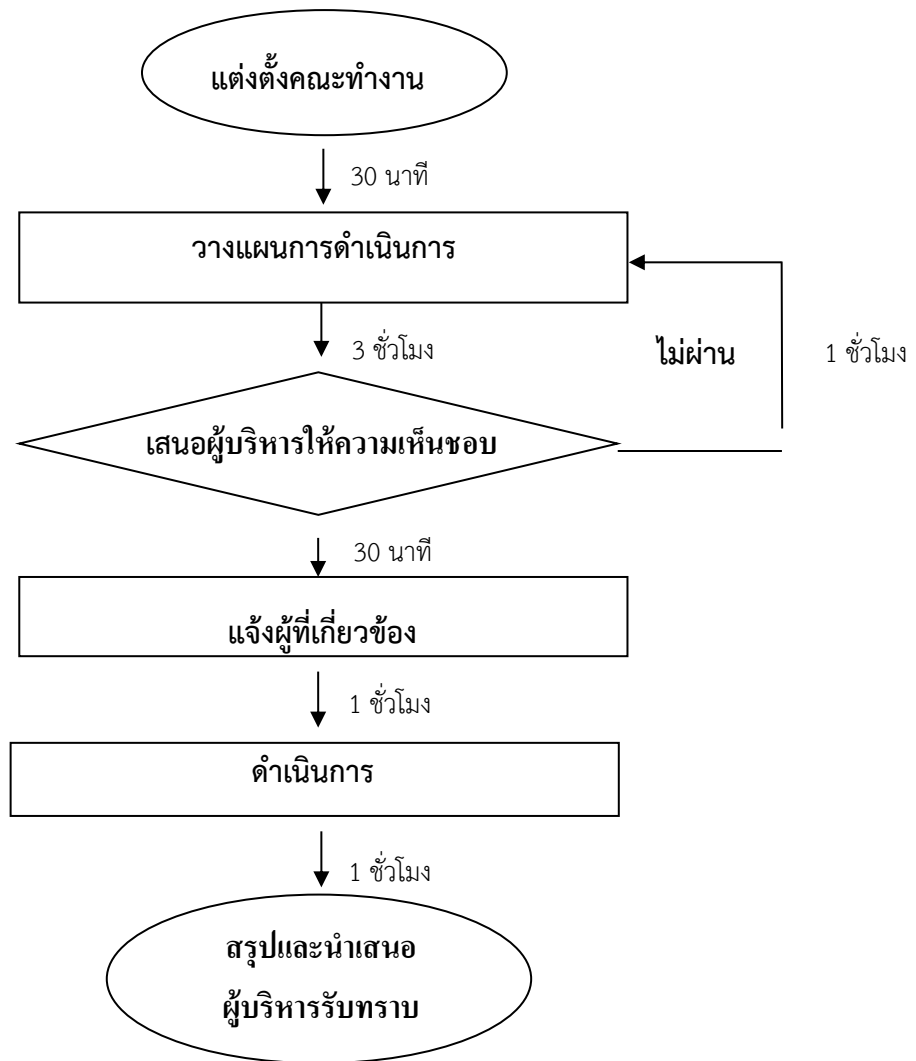 แต่งตั้งคณะทำงาน
30 นาที
วางแผนการดำเนินการ
3 ชั่วโมง
ไม่ผ่าน
1 ชั่วโมง
เสนอผู้บริหารให้ความเห็นชอบ
30 นาที
แจ้งผู้ที่เกี่ยวข้อง
1 ชั่วโมง
ดำเนินการ
1 ชั่วโมง
สรุปและนำเสนอ
ผู้บริหารรับทราบ